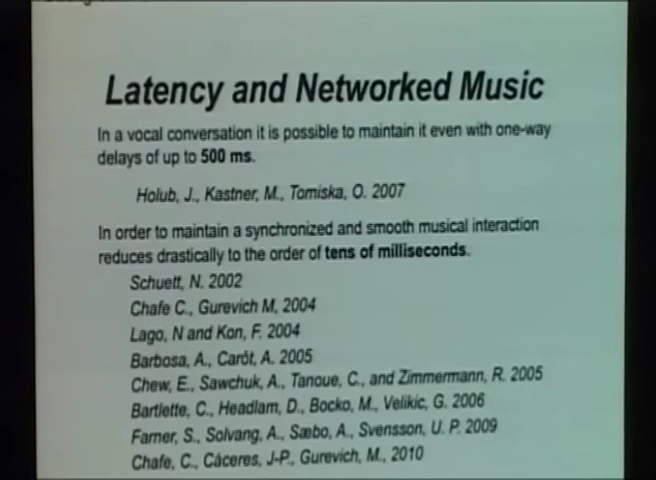 Latency and Networked Music
In a vocal conversation it is possible to maintain it even with one-way
delays of up to 500 ms.
Holub, J., Kastner, M., Tomiska, O. 2007
In order to maintain a synchronized and smooth musical interaction
reduces drastically to the order of tens of milliseconds.
Schuett, N. 2002
Chafe C., Gurevich M, 2004
Lago, N and Kon, F. 2004
Barbosa, A., Carôt, A. 2005
Chew, E., Sawchuk, A., Tanoue, C., and Zimmermann, R. 2005
Bartlette, C., Headlam, D., Bocko, M., Velikic, G. 2006
Farner, S., Solvang, A., Sæbo, A., Svensson, U. P. 2009
Chafe, C., Cáceres, J-P., Gurevich, M., 2010